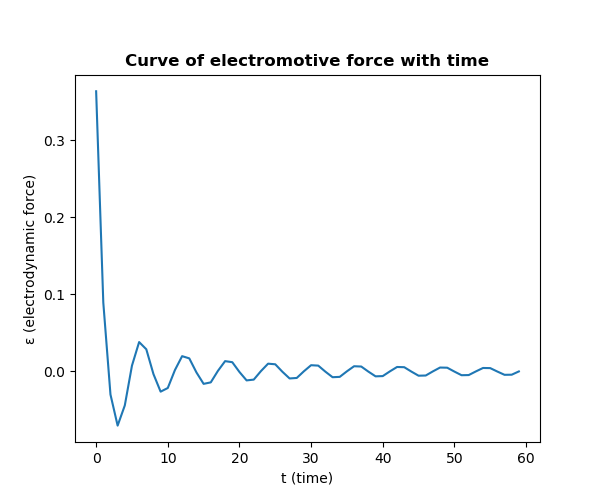 Curve of electromotive force with time
ε (electrodynamic force)
0.3
0.2
0.1
0.0
0 10 20 30 40 50 60
t (time)